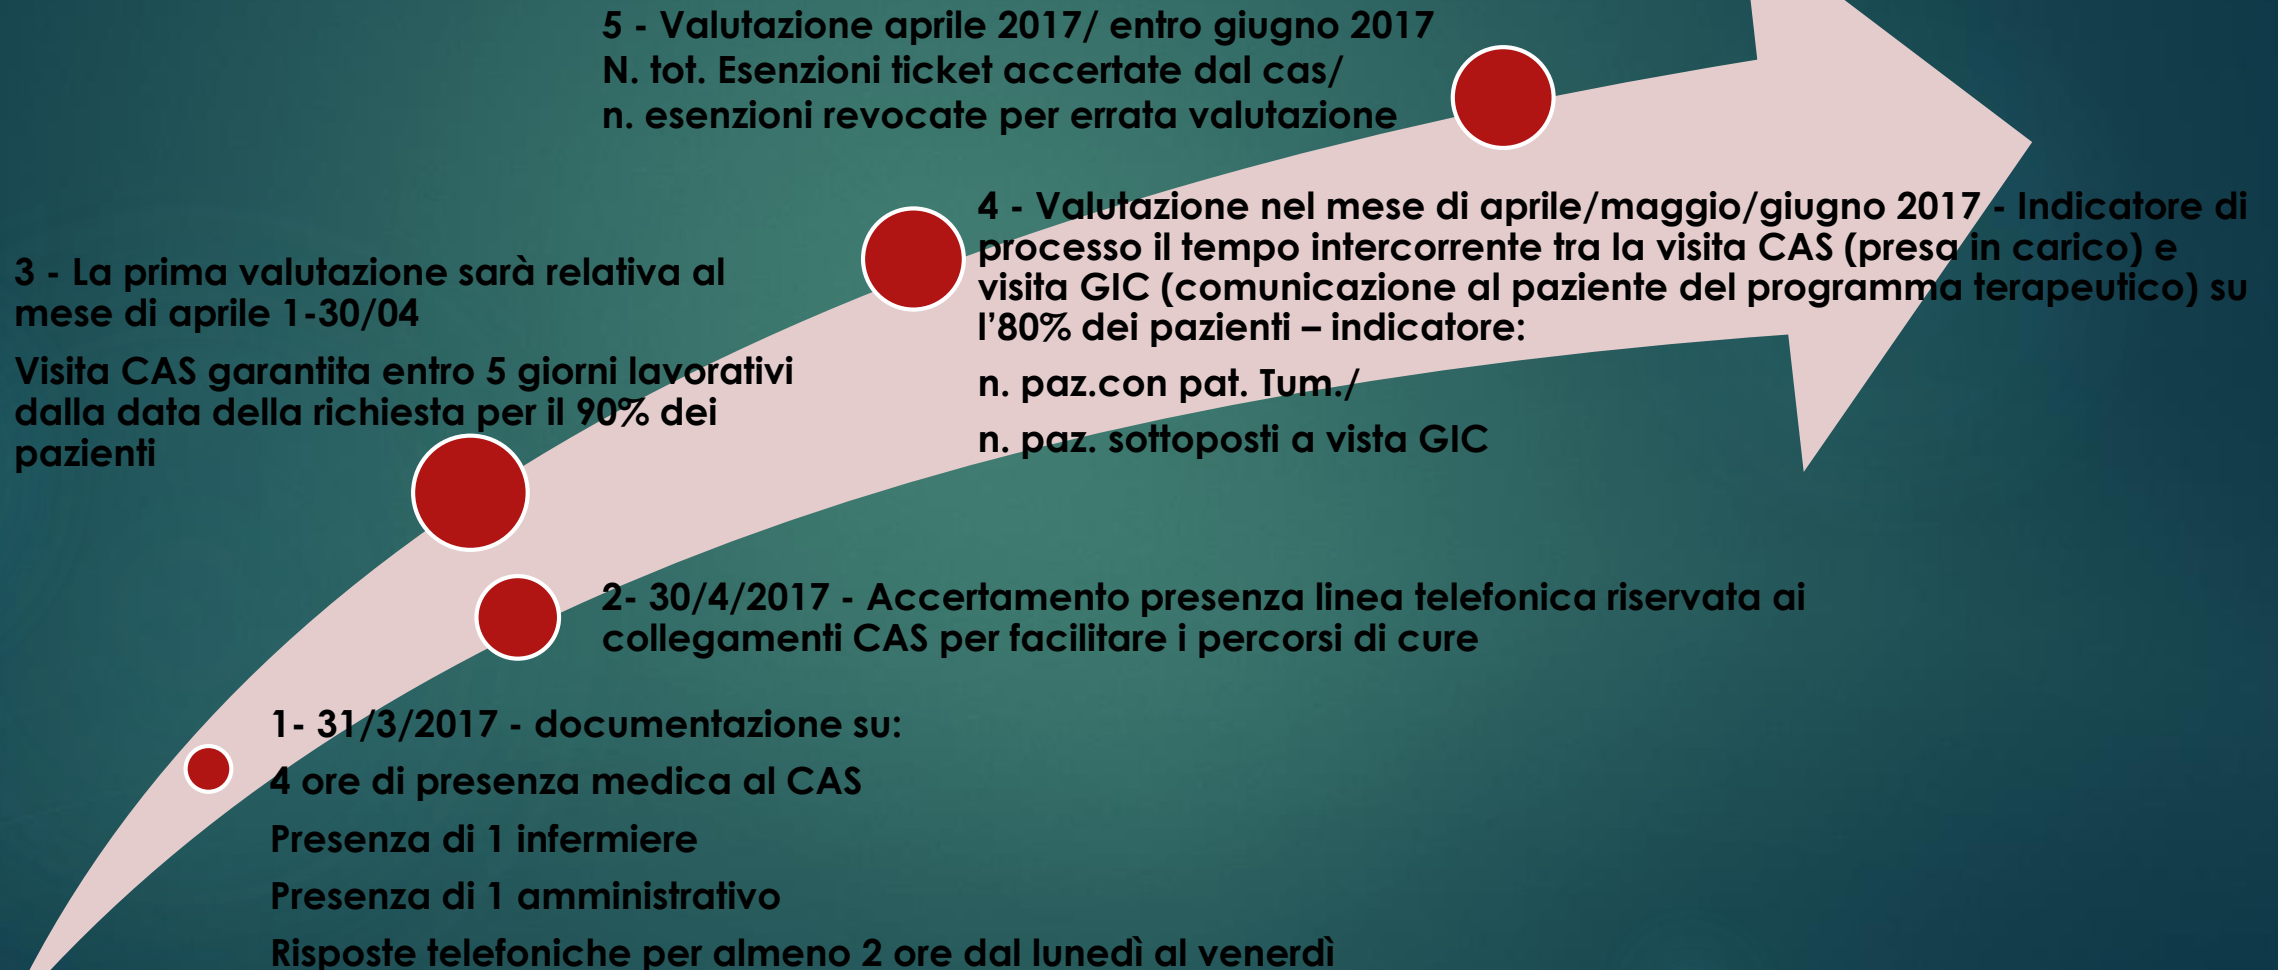 5 - Valutazione aprile 2017/ entro giugno 2017
N. tot. Esenzioni ticket accertate dal cas/
n. esenzioni revocate per errata valutazione
4 - Valutazione nel mese di aprile/maggio/giugno 2017 - Indicatore di
processo il tempo intercorrente tra la visita CAS (presa in carico) e
visita GIC (comunicazione al paziente del programma terapeutico) su
l’80% dei pazienti – indicatore:
n. paz.con pat. Tum./
n. paz. sottoposti a vista GIC
3 - La prima valutazione sarà relativa al
mese di aprile 1-30/04
Visita CAS garantita entro 5 giorni lavorativi
dalla data della richiesta per il 90% dei
pazienti
2- 30/4/2017 - Accertamento presenza linea telefonica riservata ai
collegamenti CAS per facilitare i percorsi di cure
1- 31/3/2017 - documentazione su:
4 ore di presenza medica al CAS
Presenza di 1 infermiere
Presenza di 1 amministrativo
Risposte telefoniche per almeno 2 ore dal lunedì al venerdì